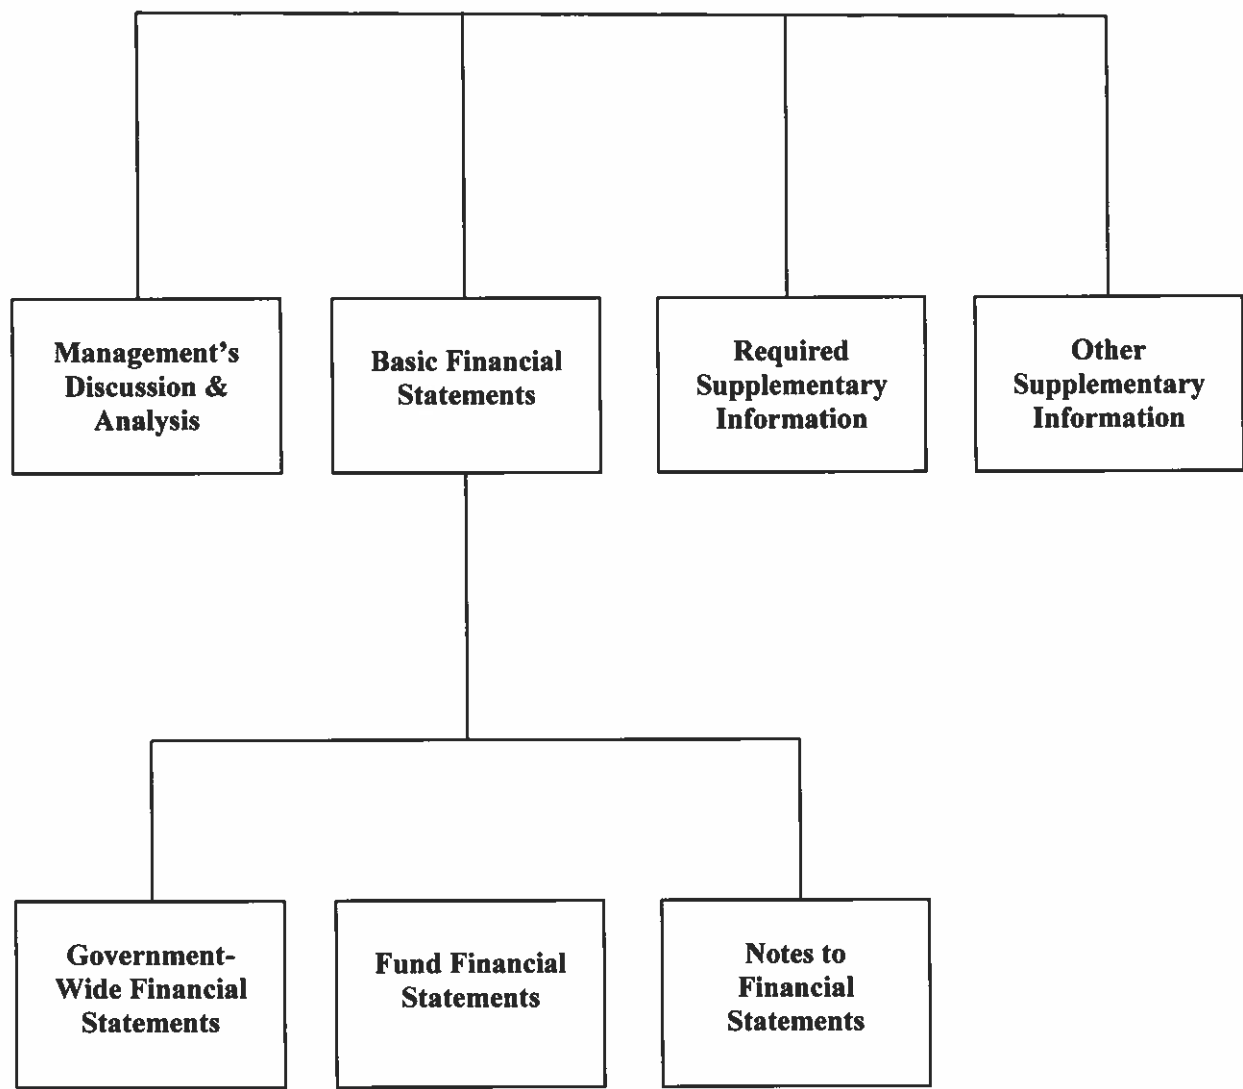 Management’s
Discussion &
Analysis
Basic Financial
Statements
Required
Supplementary
Information
Other
Supplementary
Information
Government-
Wide Financial
Statements
Fund Financial
Statements
Notes to
Financial
Statements